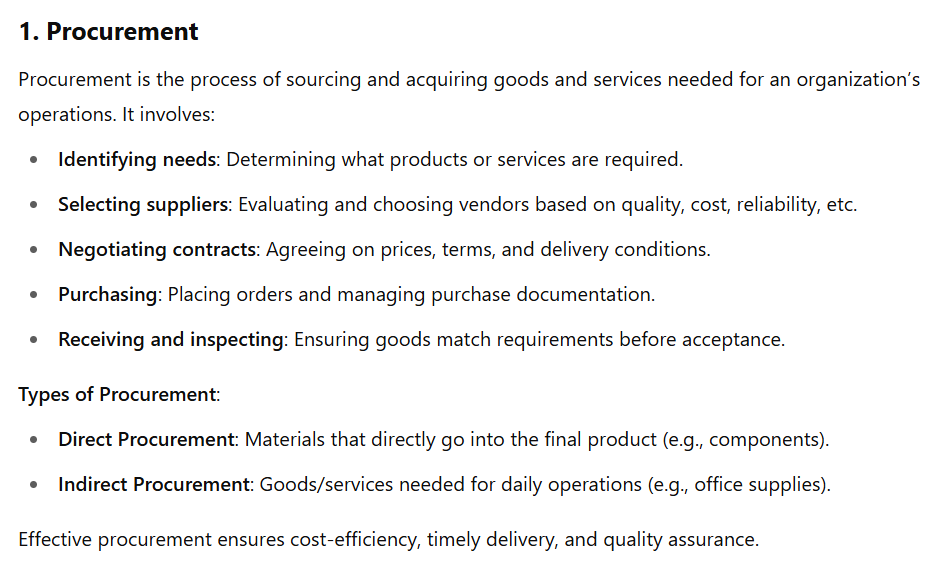 1. Procurement
Procurement is the process of sourcing and acquiring goods and services needed for an organization’s
operations. It involves:
• Identifying needs: Determining what products or services are required.
• Selecting suppliers: Evaluating and choosing vendors based on quality, cost, reliability, etc.
• Negotiating contracts: Agreeing on prices, terms, and delivery conditions.
• Purchasing: Placing orders and managing purchase documentation.
• Receiving and inspecting: Ensuring goods match requirements before acceptance.
Types of Procurement:
• Direct Procurement: Materials that directly go into the final product (e.g., components).
• Indirect Procurement: Goods/services needed for daily operations (e.g., office supplies).
Effective procurement ensures cost-efficiency, timely delivery, and quality assurance.